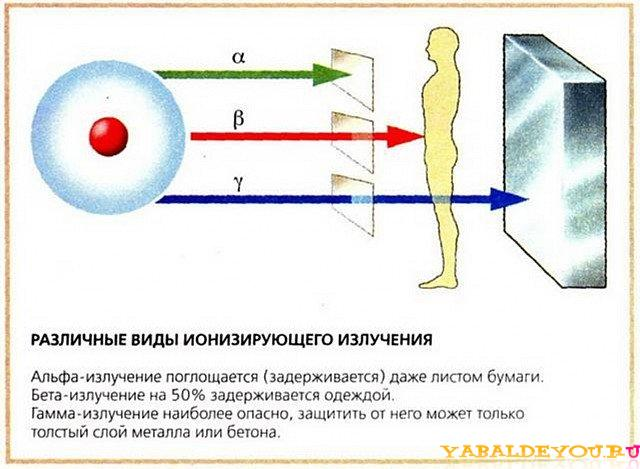 α
β
γ
РАЗЛИЧНЫЕ ВИДЫ ИОНИЗИРУЮЩЕГО ИЗЛУЧЕНИЯ
Альфа-излучение поглощается (задерживается) даже листом бумаги.
Бета-излучение на 50% задерживается одеждой.
Гамма-излучение наиболее опасно, защитить от него может только
толстый слой металла или бетона.
YABALDEYOU.RU